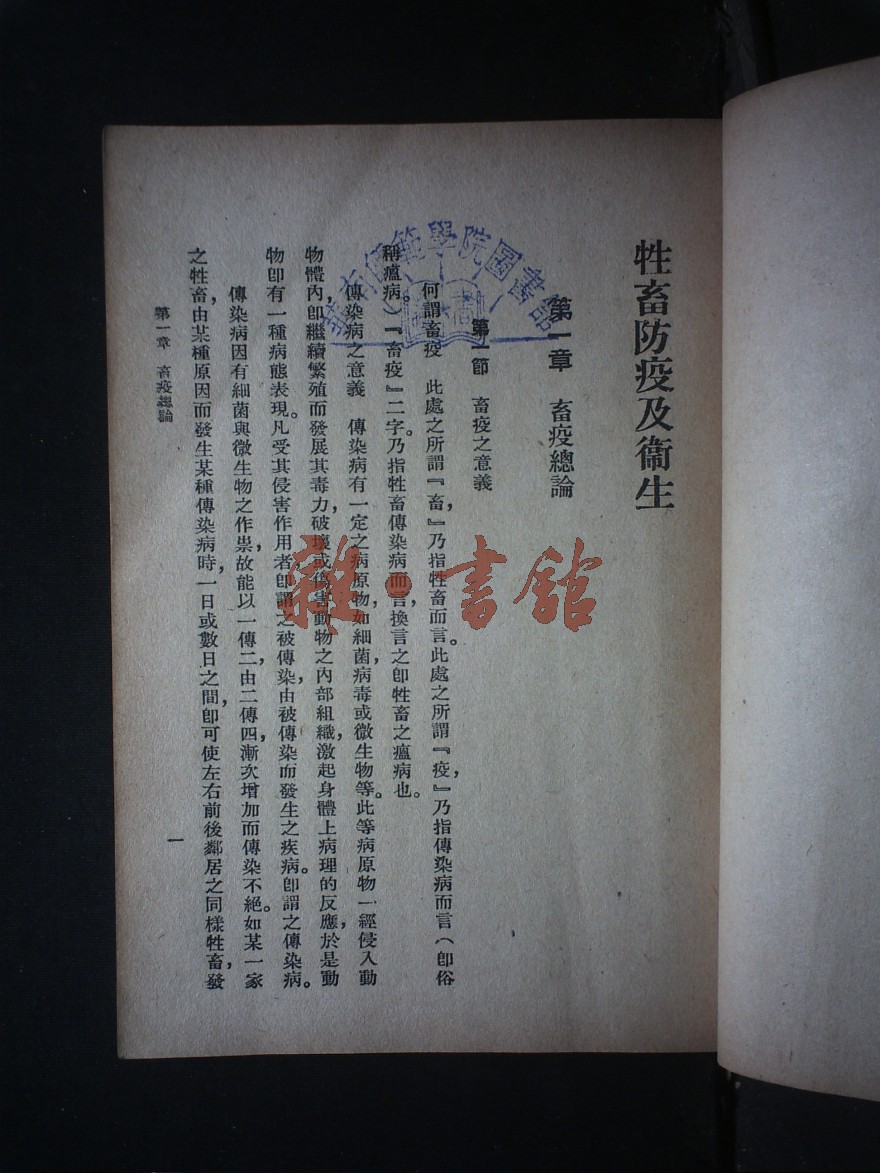 牲畜防疫及衞生
第一章　畜疫總論
第一節　畜疫之意義
何謂畜疫　此處之所謂『畜』，乃指牲畜而言。此處之所謂『疫』，乃指傳染病而言（卽俗
稱瘟病）。『畜疫』二字。乃指牲畜傳染病而言，換言之卽牲畜之瘟病也。
傳染病之意義　傳染病有一定之病原物，如細菌，病毒或微生物等。此等病原物一經侵入動
物體內，卽繼續繁殖而發展其毒力，破壞或傷害動物之內部組織，激起身體上病理的反應，於是動
物卽有一種病態表現。凡受其侵害作用者，卽謂之被傳染，由被傳染而發生之疾病。卽謂之傳染病。
傳染病因有細菌與微生物之作祟，故能以一傳二，由二傳四，漸次增加而傳染不絕。如某一家
之牲畜，由某種原因而發生某種傳染病時，一日或數日之間，卽可使左右前後鄰居之同樣牲畜，發
第一章　畜疫總論
一
範學院圖書
雜·書館